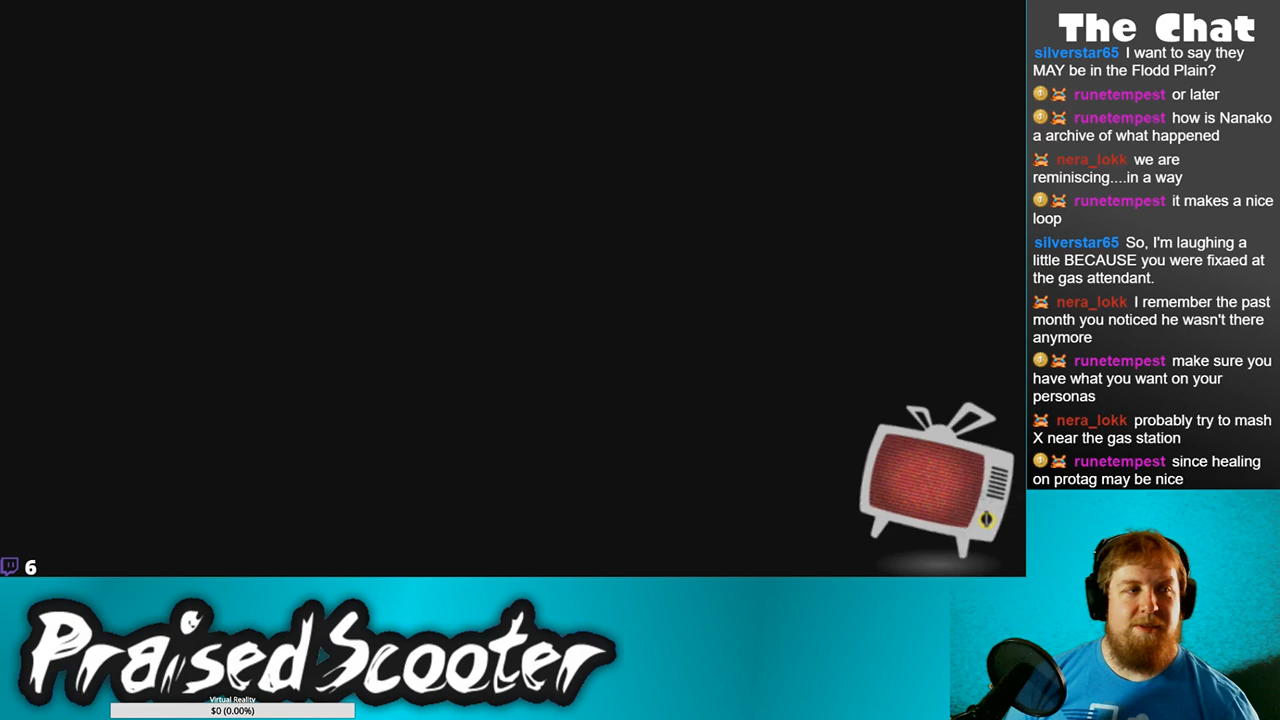 The Chat
silverstar65 I want to say they
MAY be in the Flodd Plain?
runetempest or later
runetempest how is Nanako
a archive of what happened
nera_lokk we are
reminiscing....in a way
runetempest it makes a nice
loop
silverstar65 So, I'm laughing a
little BECAUSE you were fixaed at
the gas attendant.
nera_lokk I remember the past
month you noticed he wasn't there
anymore
runetempest make sure you
have what you want on your
personas
nera_lokk probably try to mash
X near the gas station
runetempest since healing
on protag may be nice
6
PraisedScooter
Virtual Reality
$0 (0.00%)